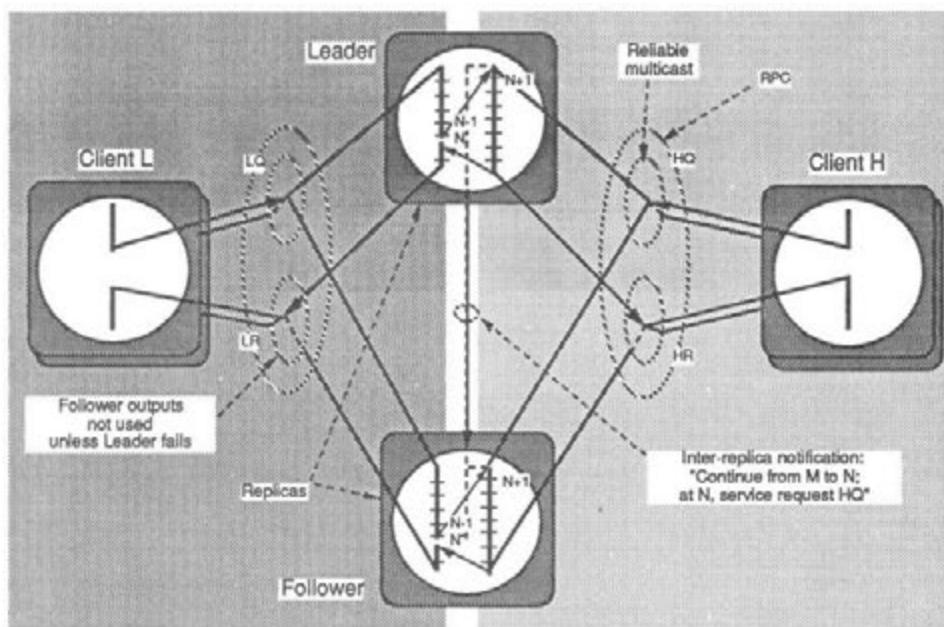 Leader
Reliable
multicast
RPC
N+1
N-1
N
LQ
HQ
Client L
Client H
LR
HR
Follower outputs
not used
unless Leader fails
Replicas
Inter-replica notification:
"Continue from M to N;
at N, service request HQ"
N+1
N-1
N
Follower